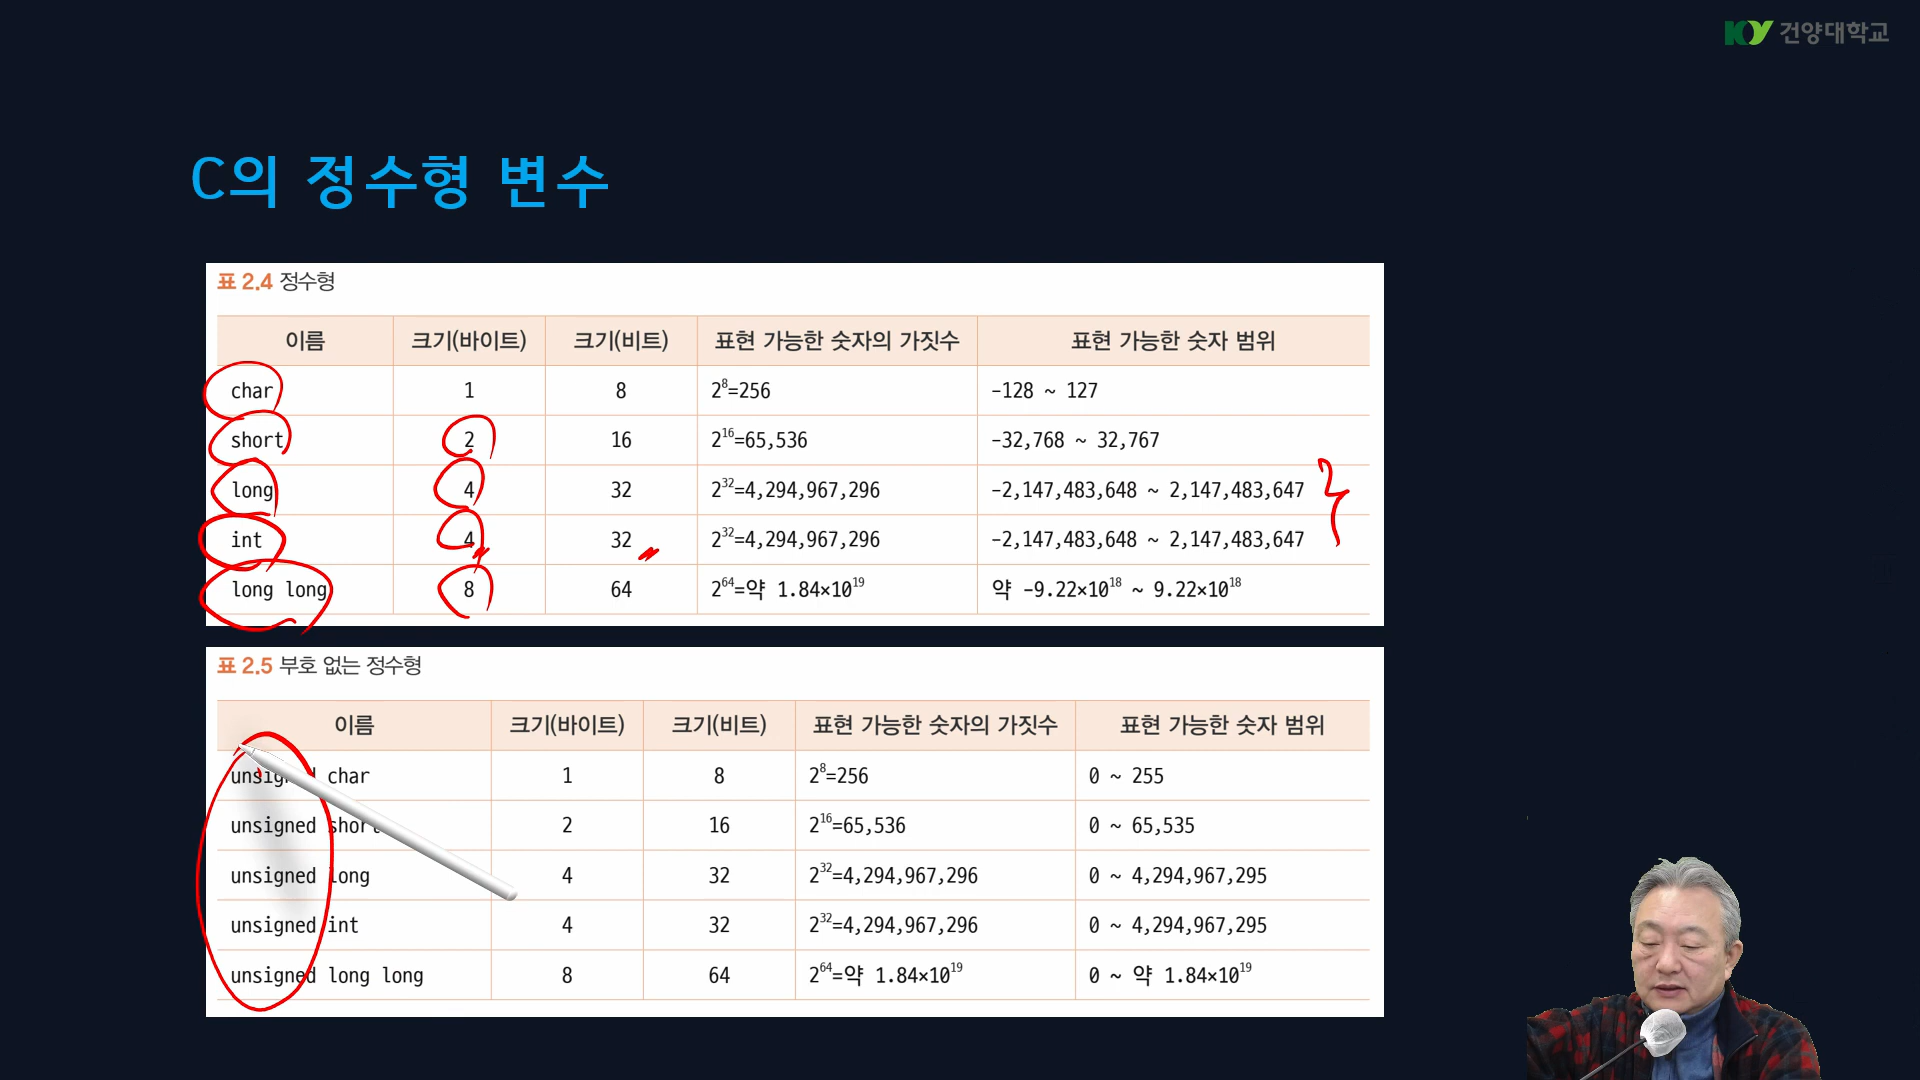 KY 건양대학교
C의 정수형 변수
표 2.4 정수형
이름 크기(바이트) 크기(비트) 표현 가능한 숫자의 가짓수 표현 가능한 숫자 범위
char 1 8 2⁸=256 -128 ~ 127
short 2 16 2¹⁶=65,536 -32,768 ~ 32,767
long 4 32 2³²=4,294,967,296 -2,147,483,648 ~ 2,147,483,647
int 4 32 2³²=4,294,967,296 -2,147,483,648 ~ 2,147,483,647
long long 8 64 2⁶⁴=약 1.84×10¹⁹ 약 -9.22×10¹⁸ ~ 9.22×10¹⁸
표 2.5 부호 없는 정수형
이름 크기(바이트) 크기(비트) 표현 가능한 숫자의 가짓수 표현 가능한 숫자 범위
unsigned char 1 8 2⁸=256 0 ~ 255
unsigned short 2 16 2¹⁶=65,536 0 ~ 65,535
unsigned long 4 32 2³²=4,294,967,296 0 ~ 4,294,967,295
unsigned int 4 32 2³²=4,294,967,296 0 ~ 4,294,967,295
unsigned long long 8 64 2⁶⁴=약 1.84×10¹⁹ 0 ~ 약 1.84×10¹⁹